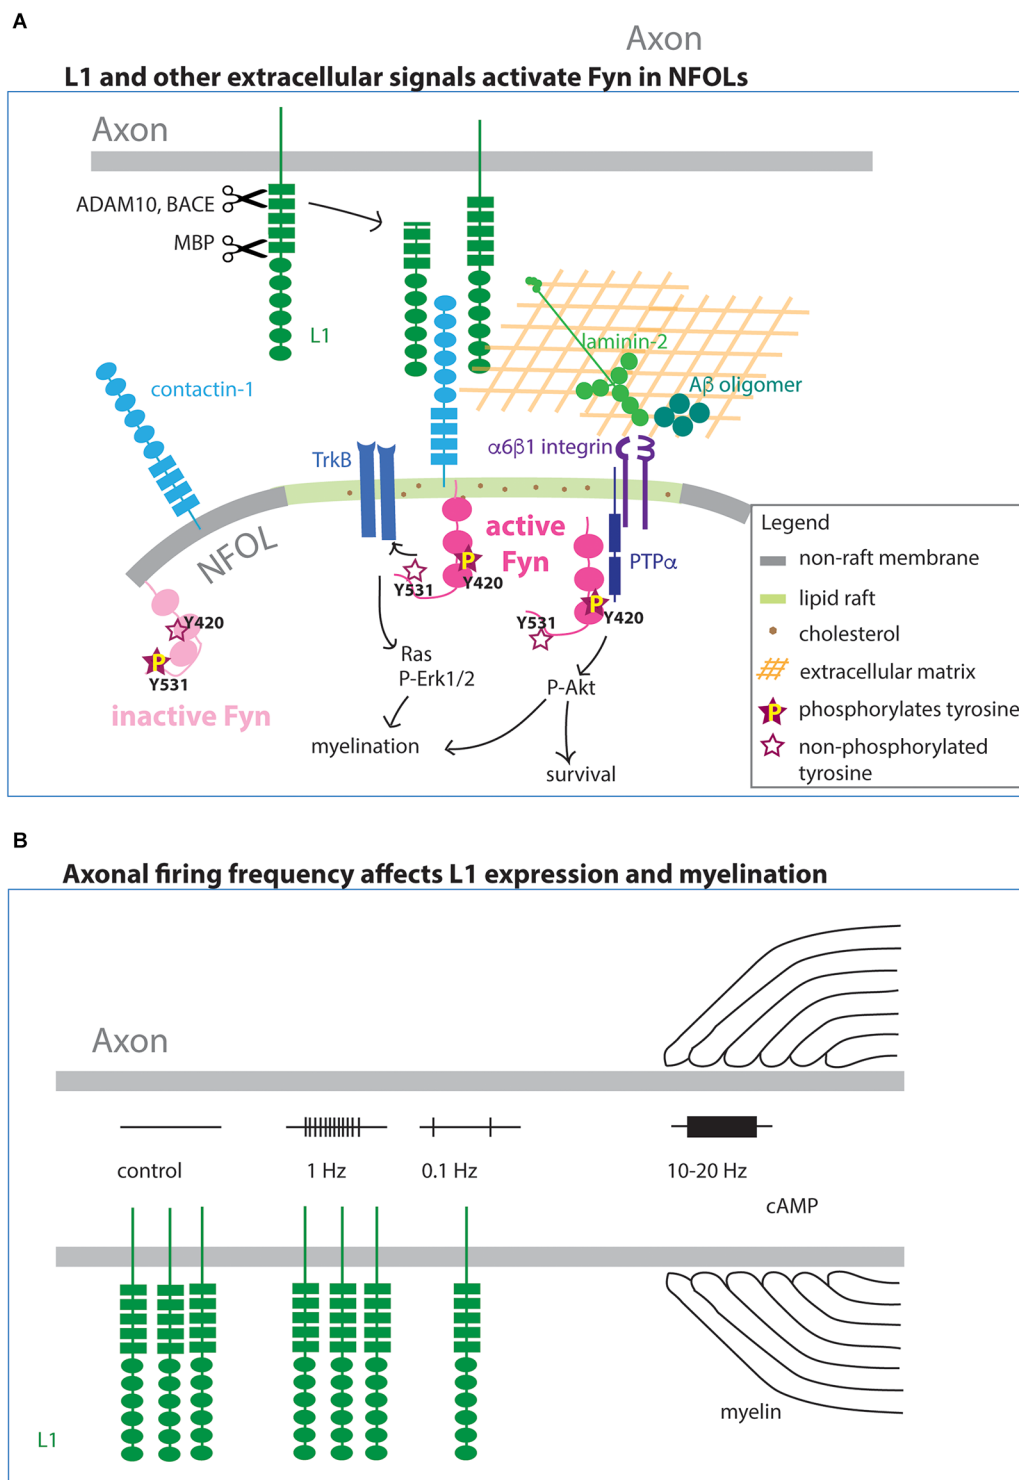 A
Axon
L1 and other extracellular signals activate Fyn in NFOLs
Axon
ADAM10, BACE
MBP
L1
laminin-2
contactin-1
Aβ oligomer
α6β1 integrin
TrkB
active
Fyn
NFOL
PTPα
P
Y531
Y420
P
Y531
Y420
Y420
P
Y531
inactive Fyn
Ras
P-Erk1/2
P-Akt
myelination
survival
Legend
non-raft membrane
lipid raft
cholesterol
extracellular matrix
P
phosphorylates tyrosine
non-phosphorylated
tyrosine
B
Axonal firing frequency affects L1 expression and myelination
Axon
control
1 Hz
0.1 Hz
10-20 Hz
cAMP
myelin
L1